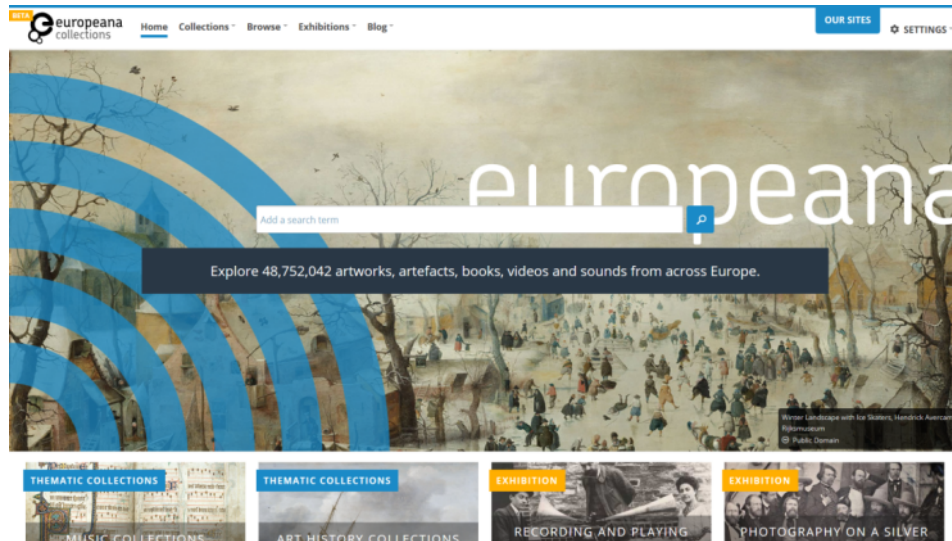 BETA
europeana
collections
Home
Collections
Browse
Exhibitions
Blog
OUR SITES
SETTINGS
europeana
Add a search term
Explore 48,752,042 artworks, artefacts, books, videos and sounds from across Europe.
Winter Landscape with Ice Skaters, Hendrick Avercam
Rijksmuseum
Public Domain
THEMATIC COLLECTIONS
MUSIC COLLECTIONS
THEMATIC COLLECTIONS
ART HISTORY COLLECTIONS
EXHIBITION
RECORDING AND PLAYING
EXHIBITION
PHOTOGRAPHY ON A SILVER